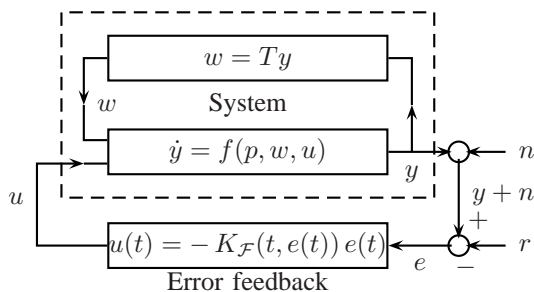 w = Ty
w
System
ẏ = f(p, w, u)
y
n
u
y + n
+
u(t) = − K_ℱ(t, e(t)) e(t)
e
−
r
Error feedback